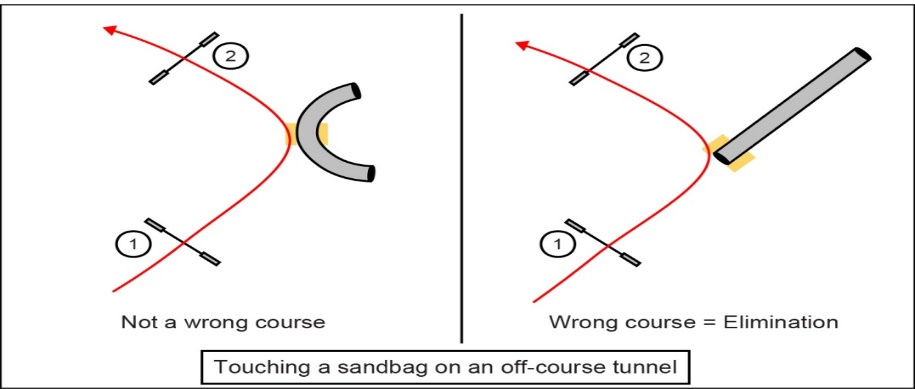 2
1
Not a wrong course
2
1
Wrong course = Elimination
Touching a sandbag on an off-course tunnel